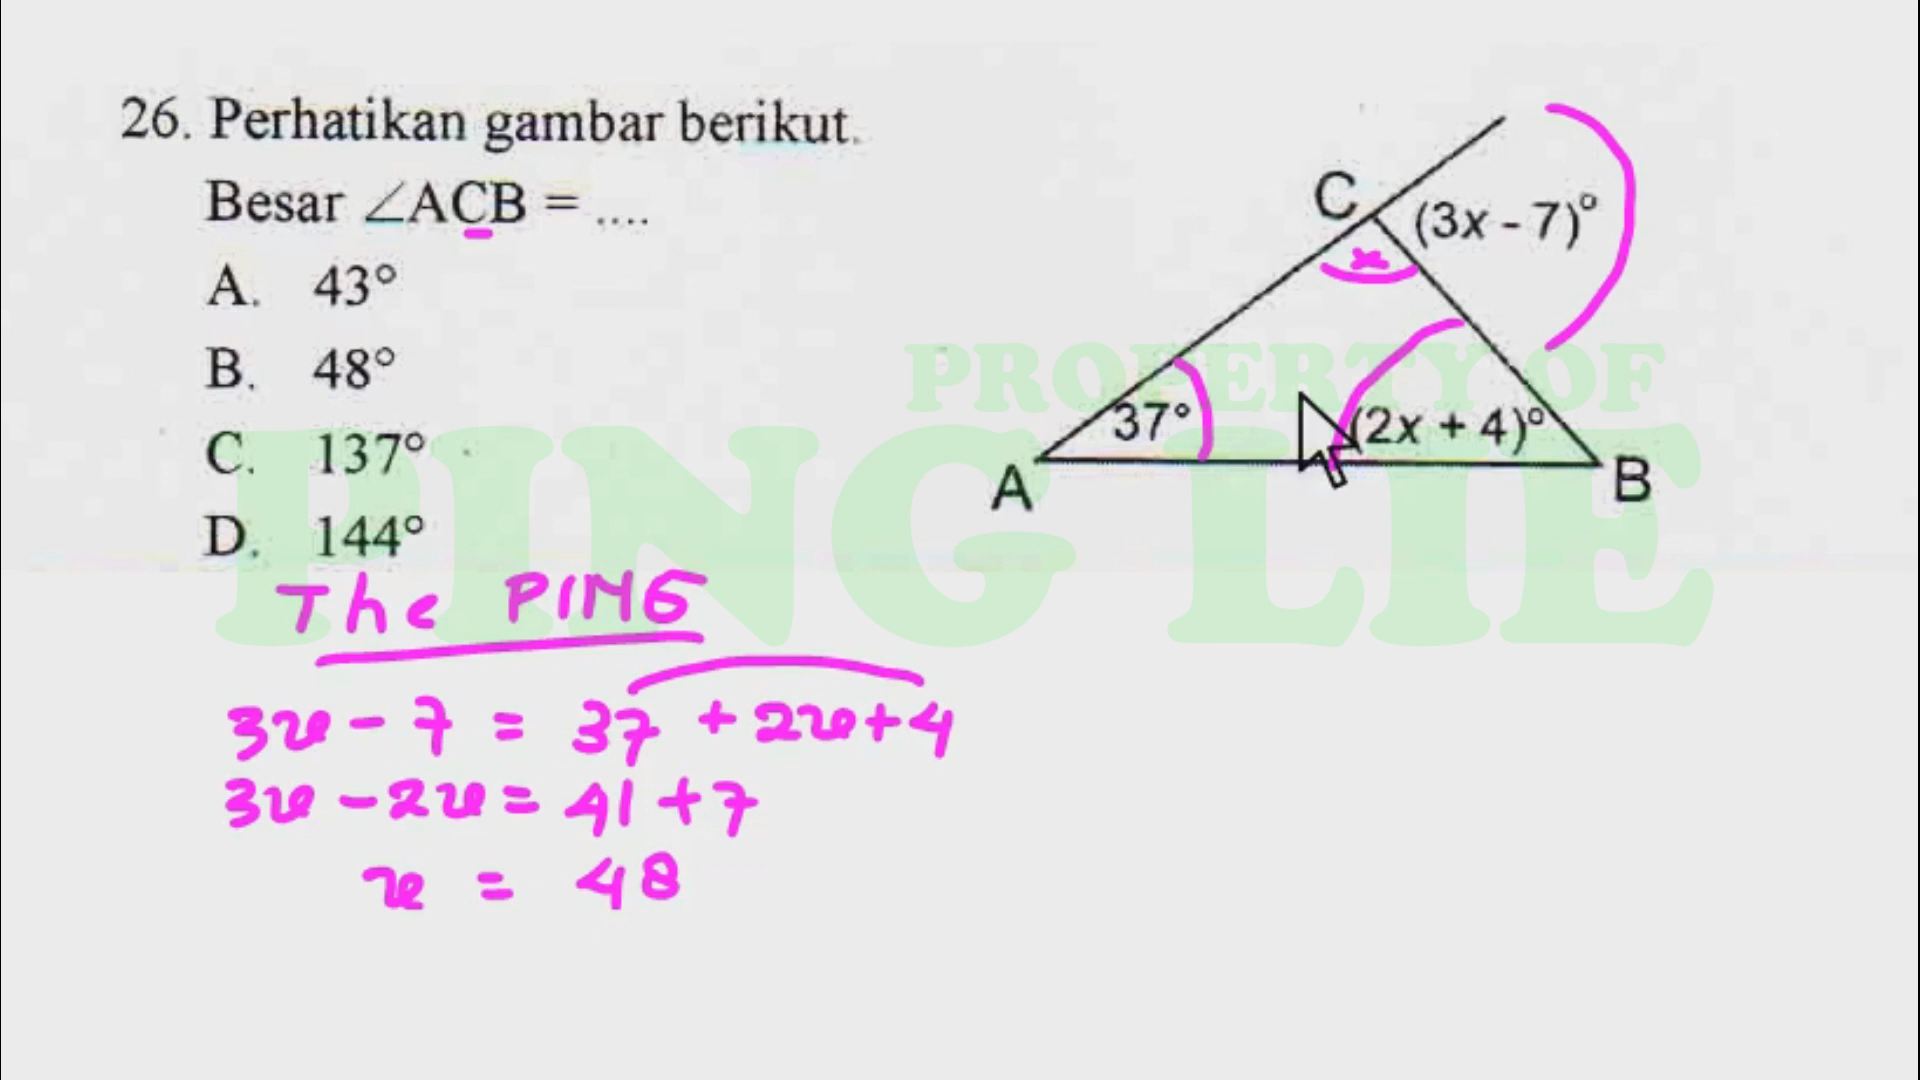 26. Perhatikan gambar berikut.
Besar ∠ACB = ....
A. 43°
B. 48°
C. 137°
D. 144°
C
(3x - 7)°
x
37°
(2x + 4)°
A
B
PROPERTY OF
PING LIE
The PING
3x - 7 = 37 + 2x + 4
3x - 2x = 41 + 7
x = 48